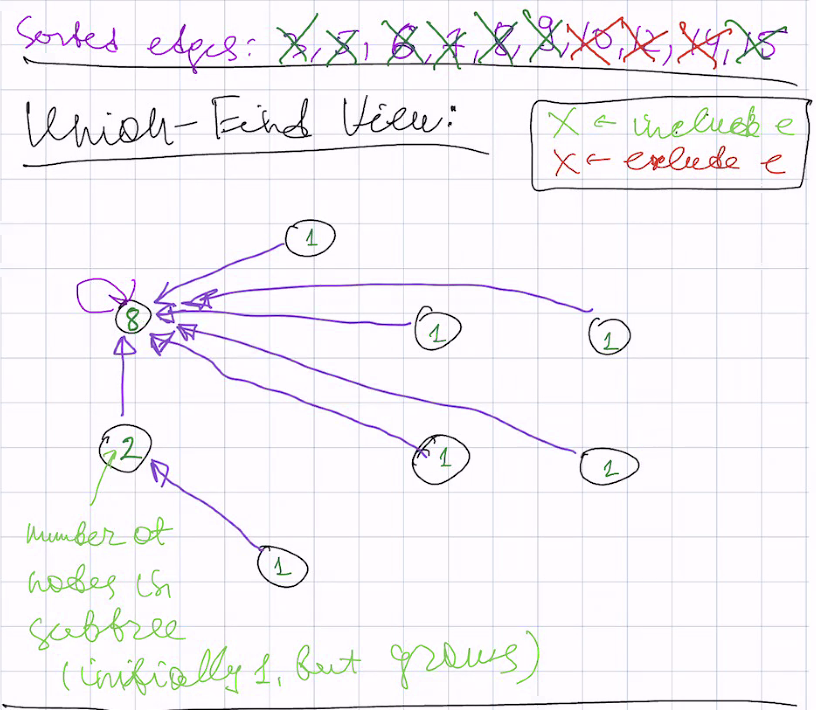 Sorted edges: 3, 5, 6, 7, 8, 9, 10, 12, 14, 15
Union-Find View:
X ← include e
X ← exclude e
1
8
1
1
2
1
1
1
number of
nodes in
subtree
(initially 1, but grows)